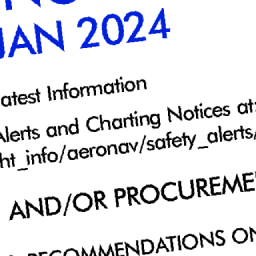 JAN 2024
atest Information
Alerts and Charting Notices at:
ht_info/aeronav/safety_alerts/
AND/OR PROCUREME
RECOMMENDATIONS ON